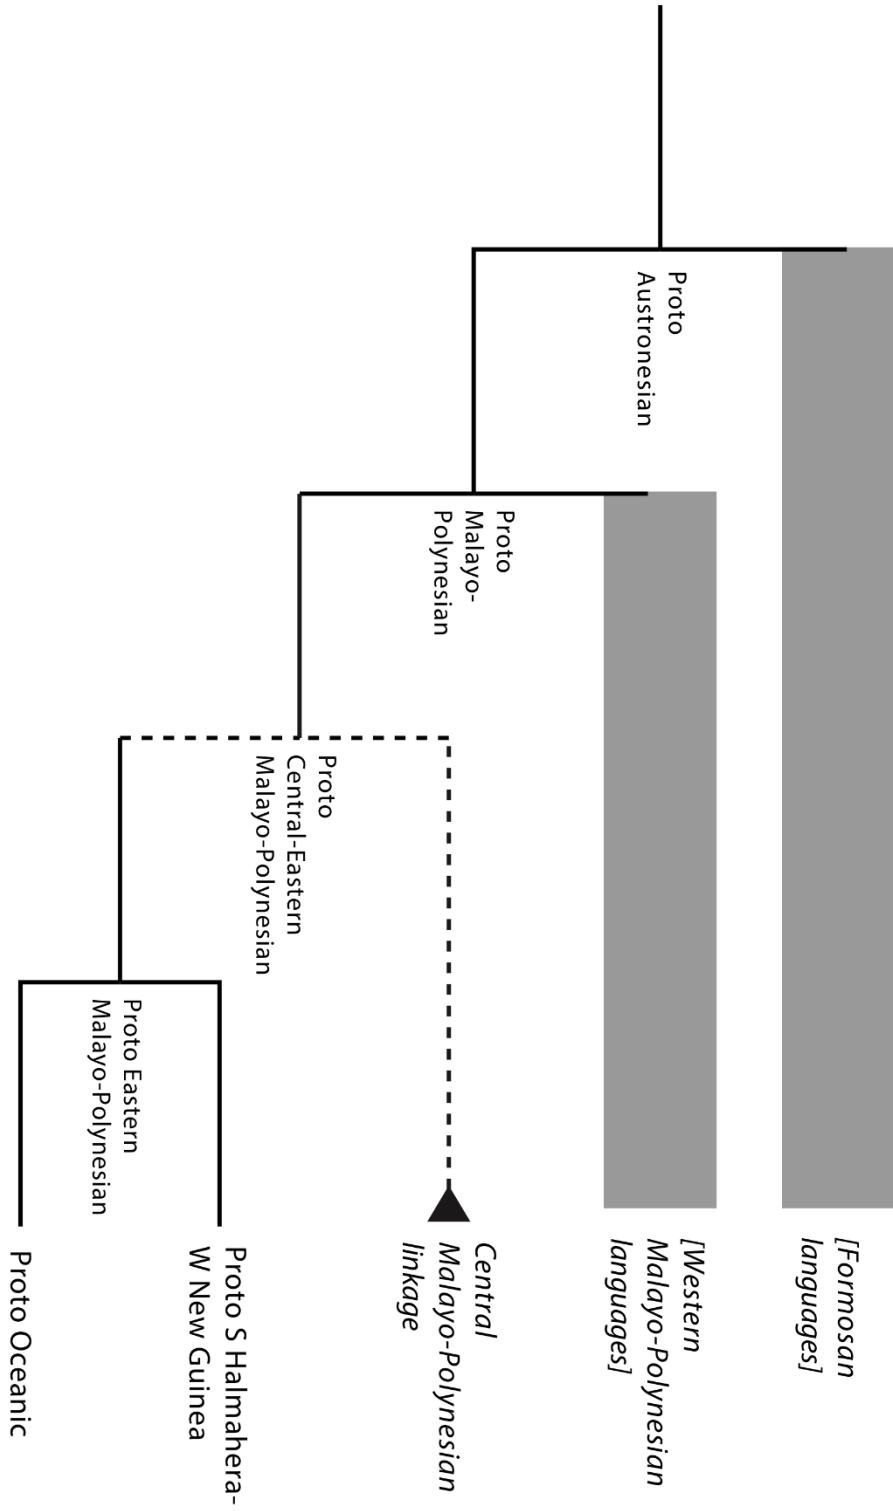 Proto
Austronesian
Proto
Malayo-
Polynesian
Proto
Central-Eastern
Malayo-Polynesian
Proto Eastern
Malayo-Polynesian
[Formosan
languages]
[Western
Malayo-Polynesian
languages]
Central
Malayo-Polynesian
linkage
Proto S Halmahera-
W New Guinea
Proto Oceanic